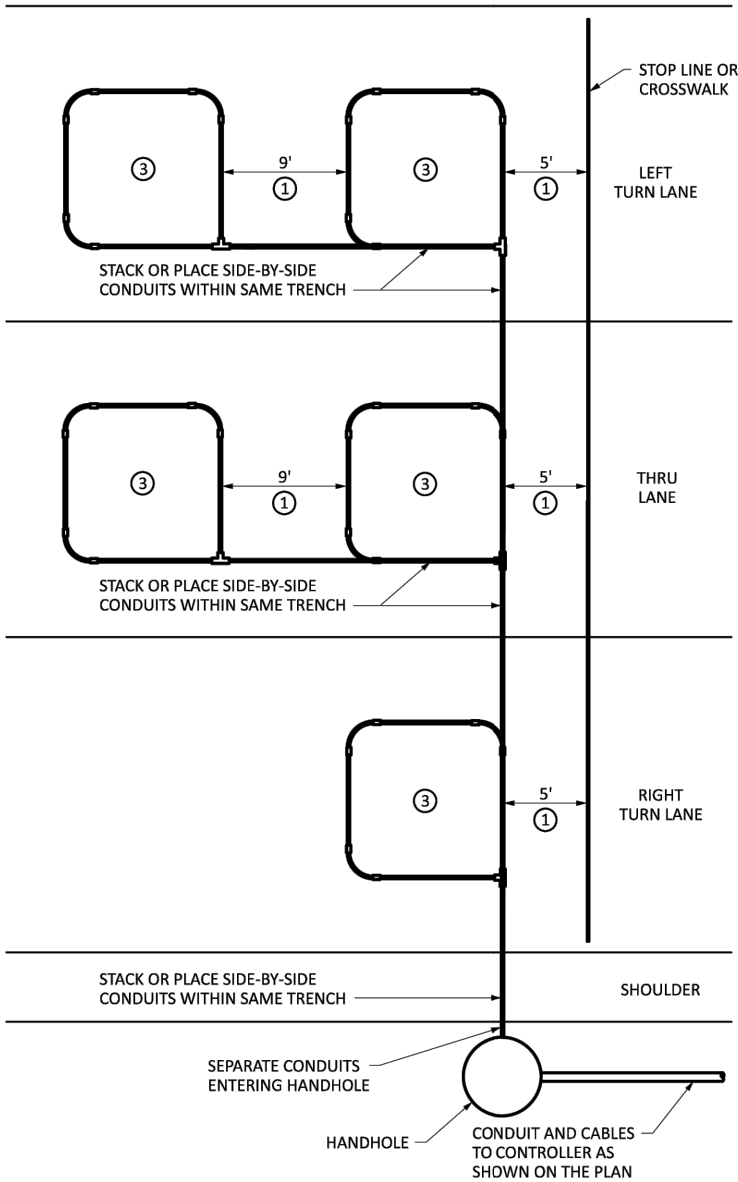 STOP LINE OR
CROSSWALK
③
9'
①
③
5'
①
LEFT
TURN LANE
STACK OR PLACE SIDE-BY-SIDE
CONDUITS WITHIN SAME TRENCH
③
9'
①
③
5'
①
THRU
LANE
STACK OR PLACE SIDE-BY-SIDE
CONDUITS WITHIN SAME TRENCH
③
5'
①
RIGHT
TURN LANE
STACK OR PLACE SIDE-BY-SIDE
CONDUITS WITHIN SAME TRENCH
SHOULDER
SEPARATE CONDUITS
ENTERING HANDHOLE
HANDHOLE
CONDUIT AND CABLES
TO CONTROLLER AS
SHOWN ON THE PLAN